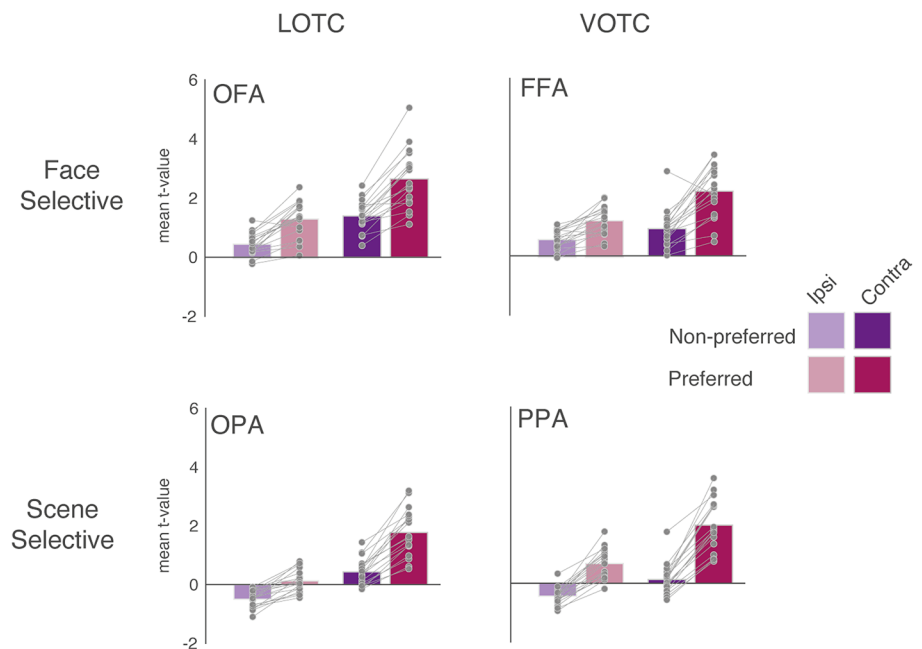 LOTC
VOTC
Face
Selective
mean t-value
6
4
2
0
-2
OFA
FFA
Ipsi
Contra
Non-preferred
Preferred
Scene
Selective
mean t-value
6
4
2
0
-2
OPA
PPA